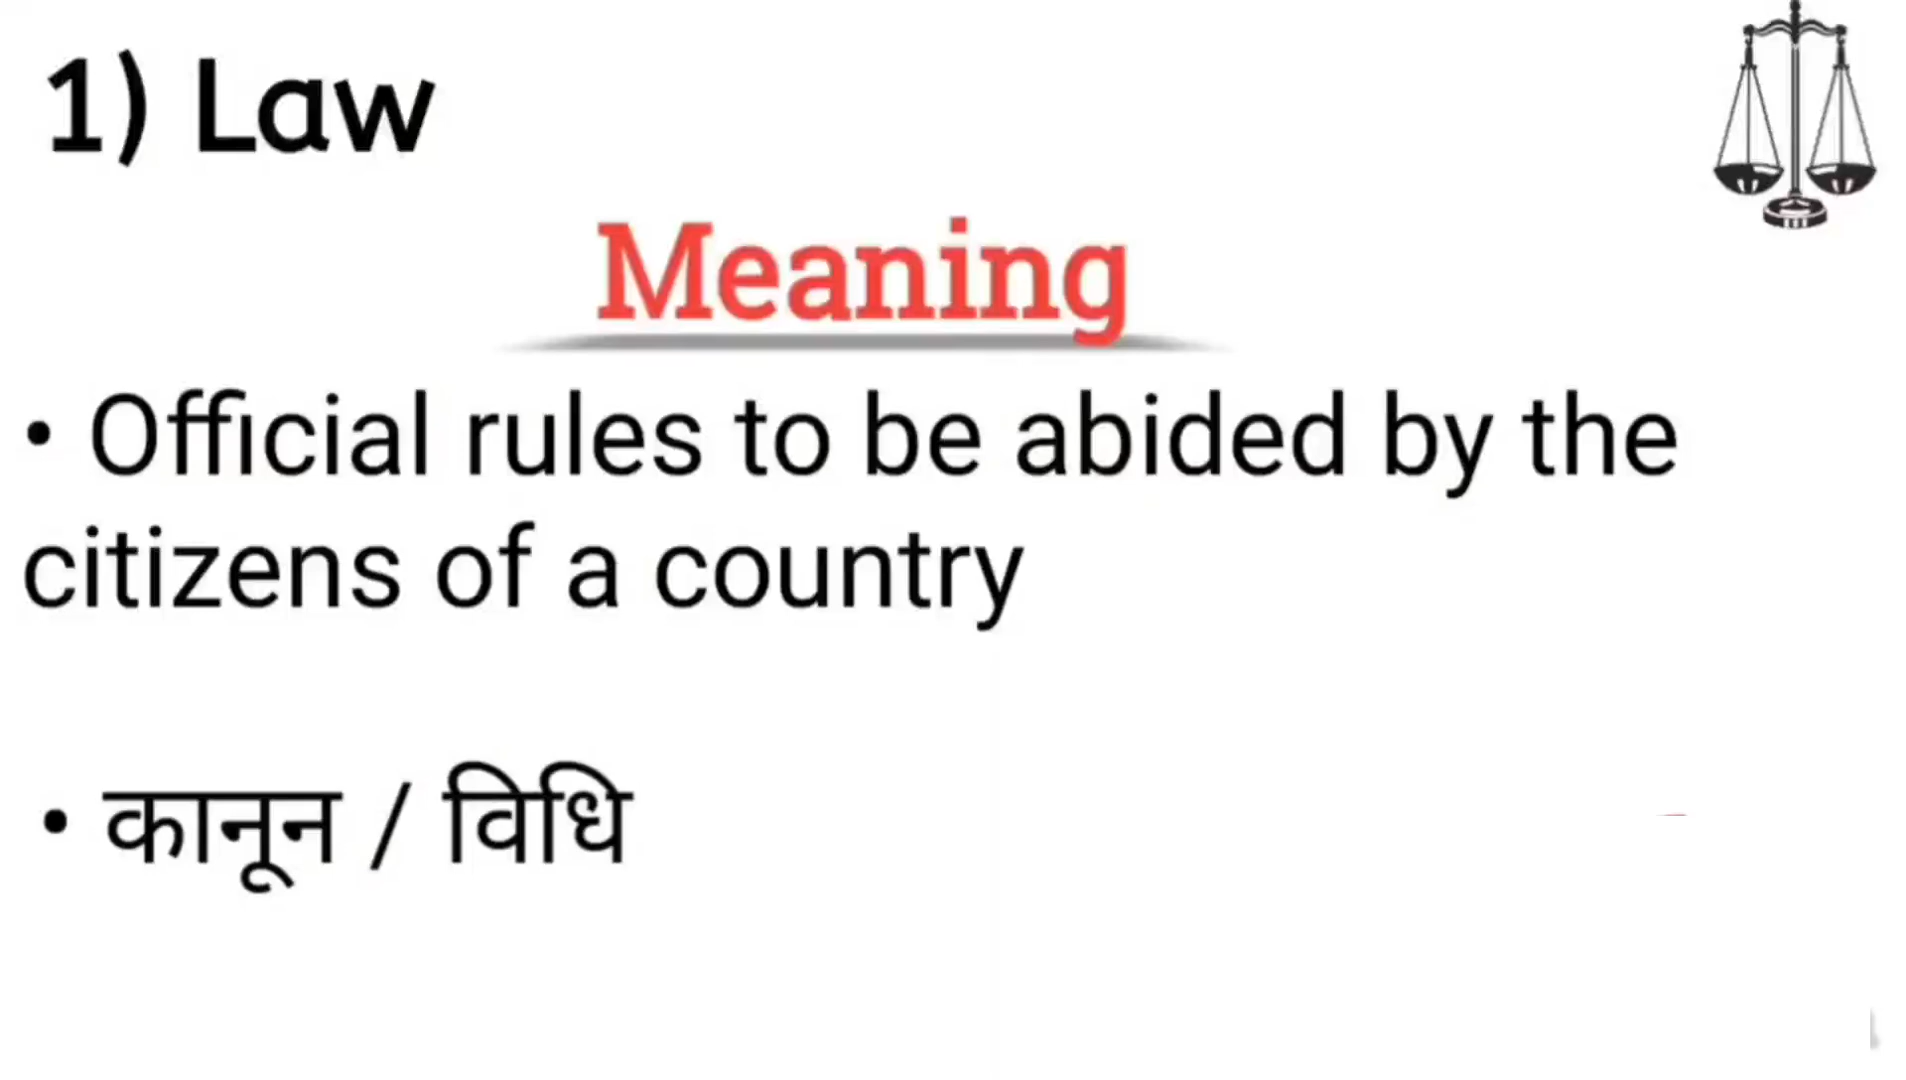 1) Law
Meaning
• Official rules to be abided by the
citizens of a country
• कानून / विधि